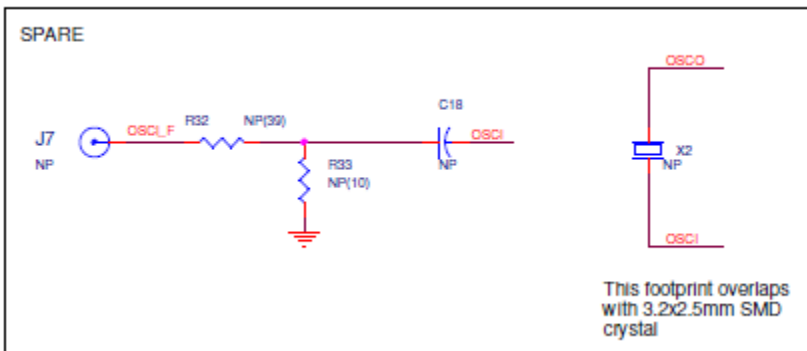 SPARE
OSCO
C18
R32 NP(39)
J7 OSCI_F OSCI
NP NP
R33
NP(10)
X2
NP
OSCI
This footprint overlaps
with 3.2x2.5mm SMD
crystal